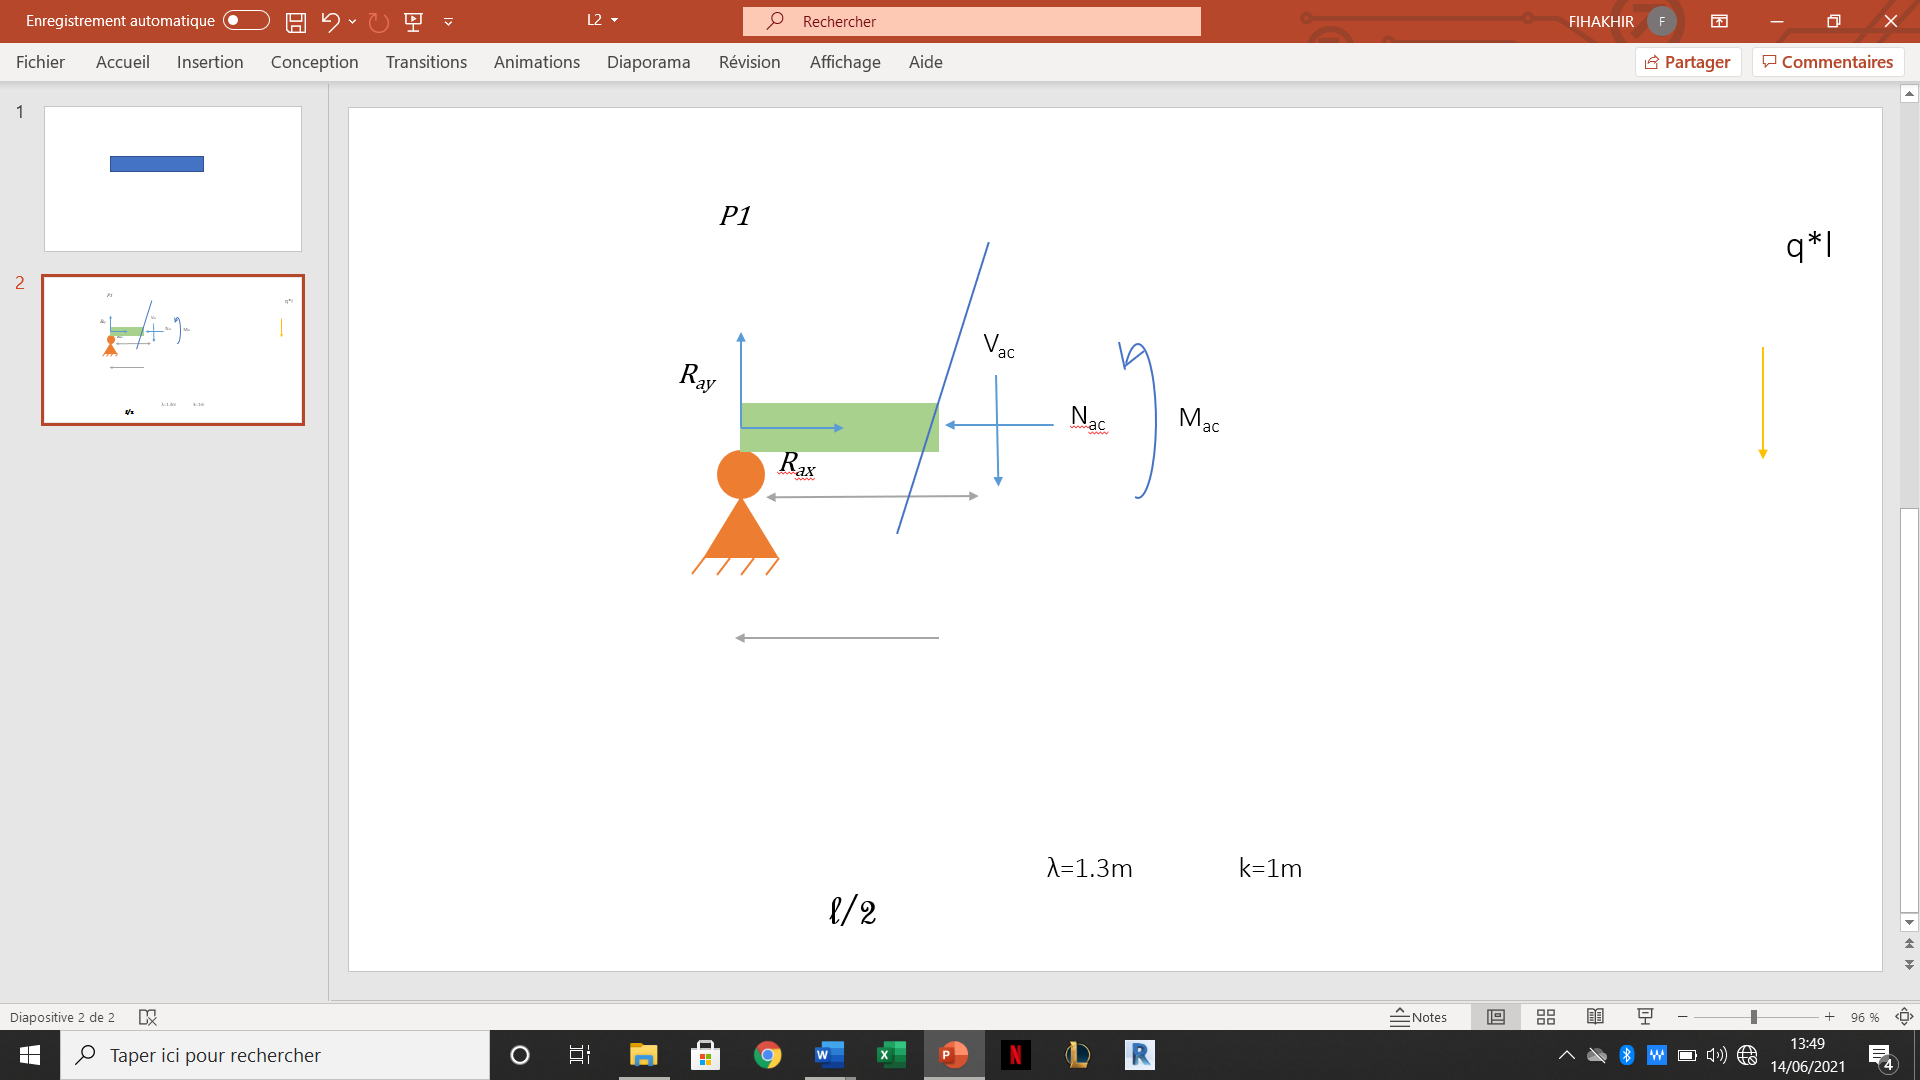 Enregistrement automatique
L2
Rechercher
FIHAKHIR
F
Fichier
Accueil
Insertion
Conception
Transitions
Animations
Diaporama
Révision
Affichage
Aide
Partager
Commentaires
1
2
P1
q*l
Vac
Ray
Nac
Mac
Rax
λ=1.3m
k=1m
ℓ/2
Diapositive 2 de 2
Notes
96 %
Taper ici pour rechercher
13:49
14/06/2021
4